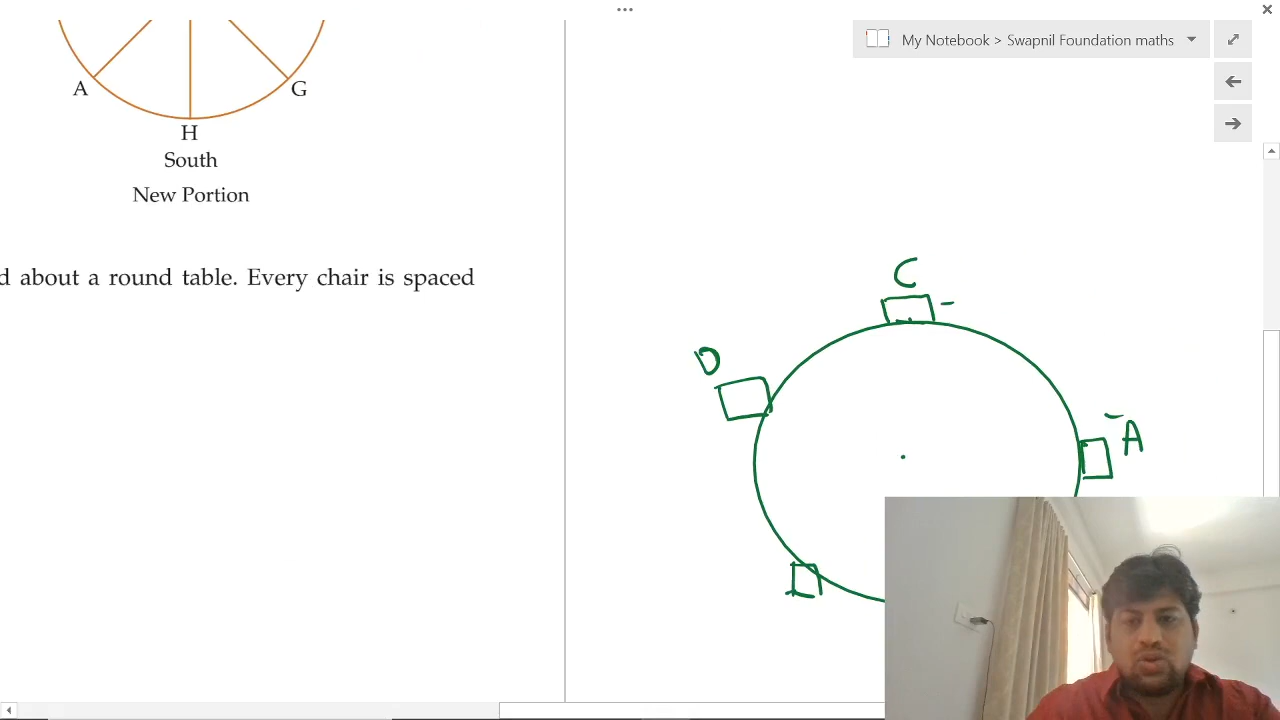 My Notebook > Swapnil Foundation maths
A
G
H
South
New Portion
d about a round table. Every chair is spaced
C
D
A